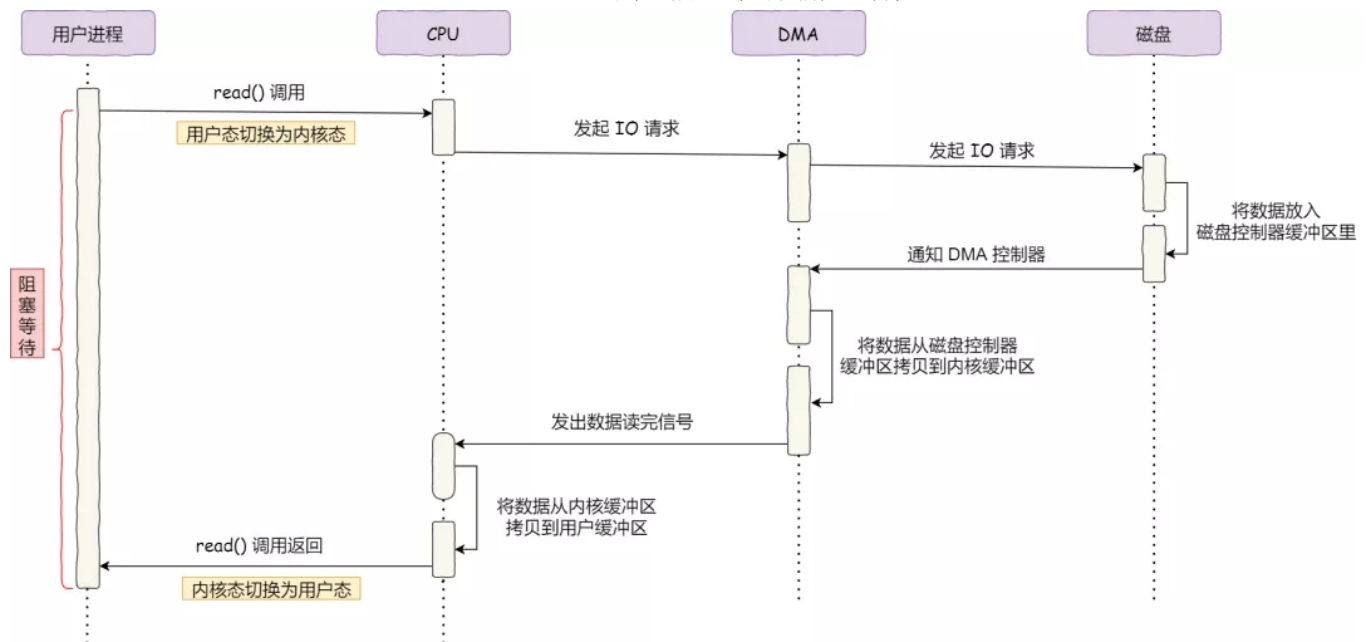 用户进程
CPU
DMA
磁盘
read() 调用
用户态切换为内核态
发起 IO 请求
发起 IO 请求
将数据放入
磁盘控制器缓冲区里
通知 DMA 控制器
阻
塞
等
待
将数据从磁盘控制器
缓冲区拷贝到内核缓冲区
发出数据读完信号
将数据从内核缓冲区
拷贝到用户缓冲区
read() 调用返回
内核态切换为用户态